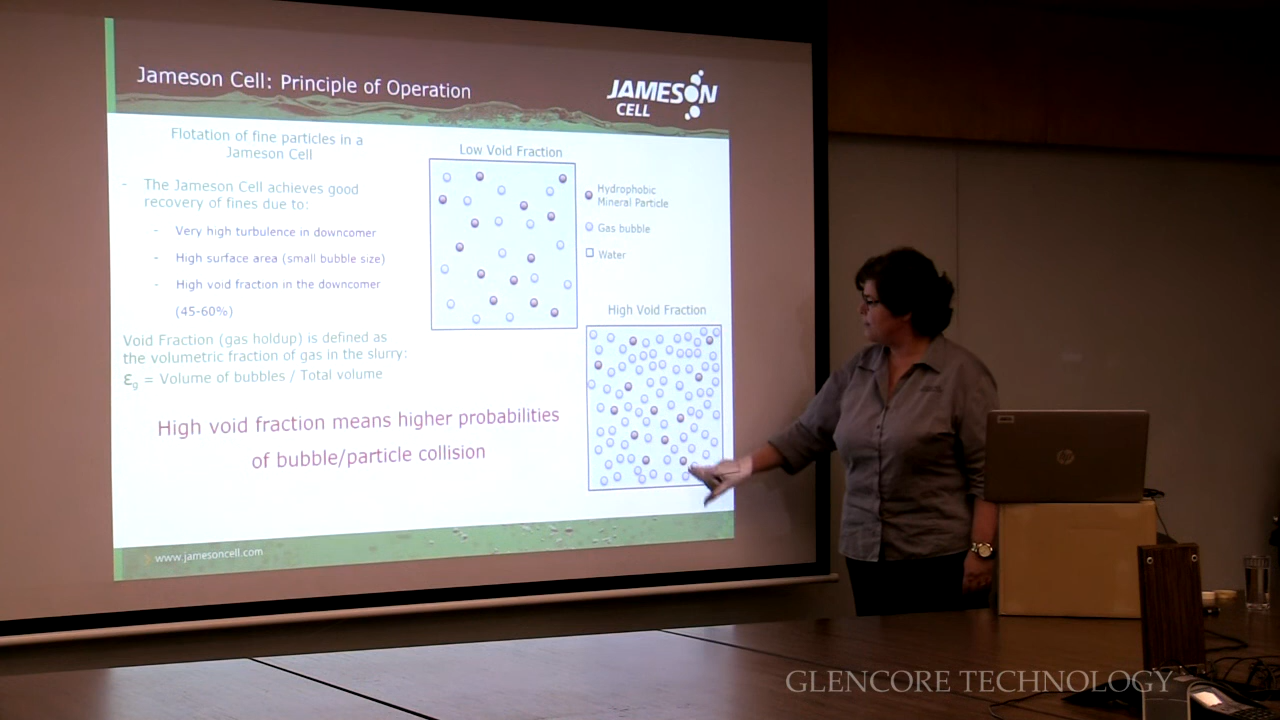 Jameson Cell: Principle of Operation
JAMESON
CELL
Flotation of fine particles in a
Jameson Cell
- The Jameson Cell achieves good
recovery of fines due to:
- Very high turbulence in downcomer
- High surface area (small bubble size)
- High void fraction in the downcomer
(45-60%)
Void Fraction (gas holdup) is defined as
the volumetric fraction of gas in the slurry:
εg = Volume of bubbles / Total volume
High void fraction means higher probabilities
of bubble/particle collision
Low Void Fraction
Hydrophobic
Mineral Particle
Gas bubble
Water
High Void Fraction
www.jamesoncell.com
hp
GLENCORE TECHNOLOGY